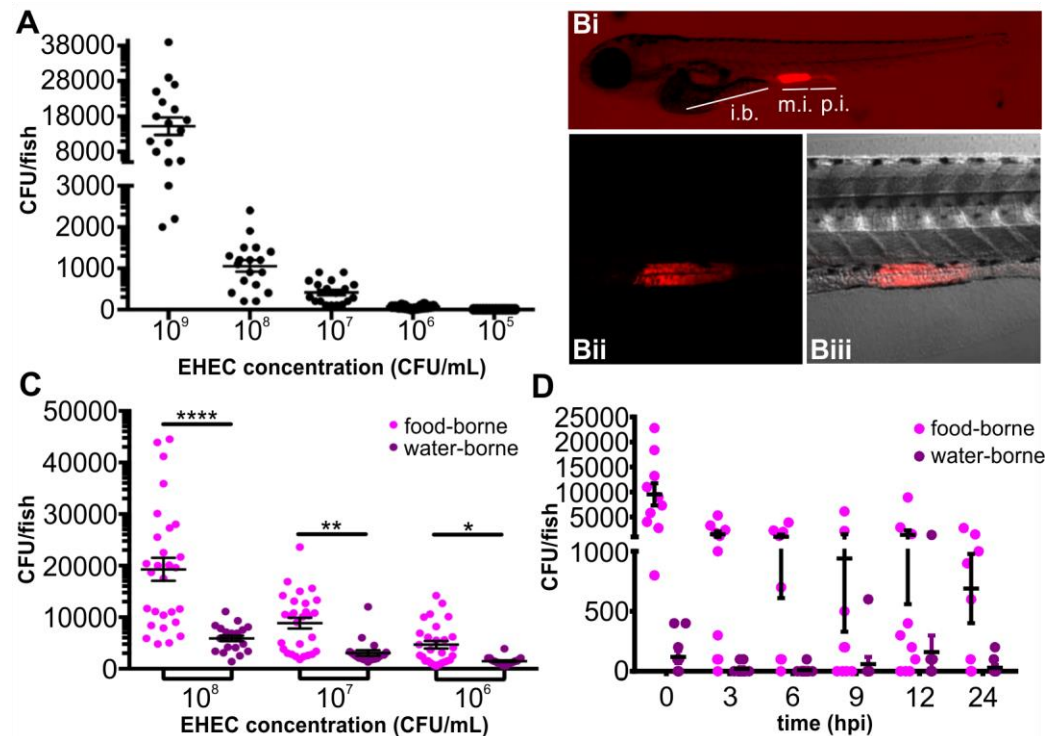 A
38000
28000
18000
8000
3000
2000
1000
0
CFU/fish
10⁹ 10⁸ 10⁷ 10⁶ 10⁵
EHEC concentration (CFU/mL)
Bi
i.b. m.i. p.i.
Bii
Biii
C
50000
40000
30000
20000
10000
0
CFU/fish
**** ** *
food-borne
water-borne
10⁸ 10⁷ 10⁶
EHEC concentration (CFU/mL)
D
25000
20000
15000
10000
5000
1000
500
0
CFU/fish
food-borne
water-borne
0 3 6 9 12 24
time (hpi)